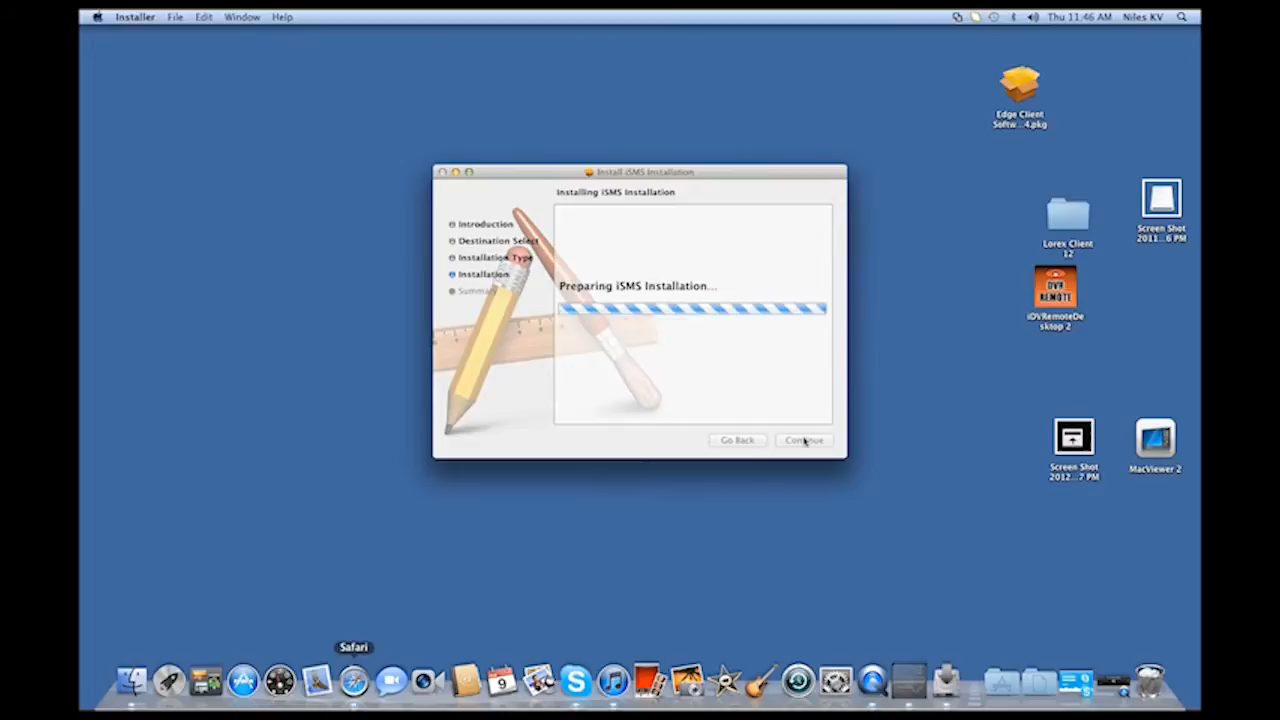 Installer File Edit Window Help
Thu 11:46 AM Niles KV
Edge Client
Softw...4.pkg
Install iSMS Installation
Installing iSMS Installation
Introduction
Destination Select
Installation Type
Installation
Summary
Preparing iSMS Installation...
Go Back Continue
Screen Shot
2011...6 PM
Lorex Client
12
DVR
REMOTE
iDVRemoteDe
sktop 2
Screen Shot
2012...7 PM
MacViewer 2
Safari
9